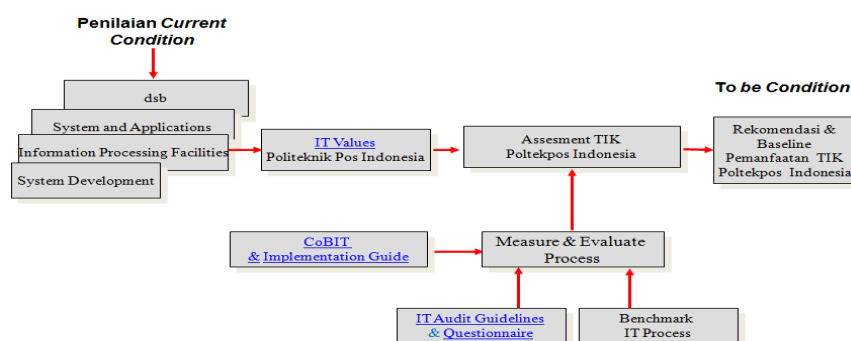 Penilaian Current
Condition
dsb
System and Applications
Information Processing Facilities
System Development
IT Values
Politeknik Pos Indonesia
Assesment TIK
Poltekpos Indonesia
To be Condition
Rekomendasi &
Baseline
Pemanfaatan TIK
Poltekpos Indonesia
CoBIT
& Implementation Guide
Measure & Evaluate
Process
IT Audit Guidelines
& Questionnaire
Benchmark
IT Process